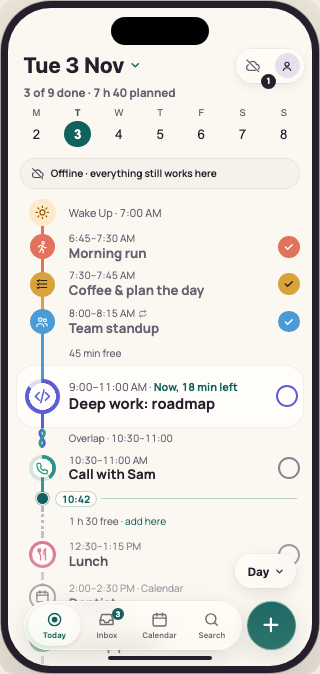 Tue 3 Nov
1
3 of 9 done · 7 h 40 planned
M T W T F S S
2 3 4 5 6 7 8
Offline · everything still works here
Wake Up · 7:00 AM
6:45–7:30 AM
Morning run
7:30–7:45 AM
Coffee & plan the day
8:00–8:15 AM
Team standup
45 min free
9:00–11:00 AM · Now, 18 min left
Deep work: roadmap
Overlap · 10:30–11:00
10:30–11:00 AM
Call with Sam
10:42
1 h 30 free · add here
12:30–1:15 PM
Lunch
Day
2:00–2:30 PM · Calendar
3
Today Inbox Calendar Search